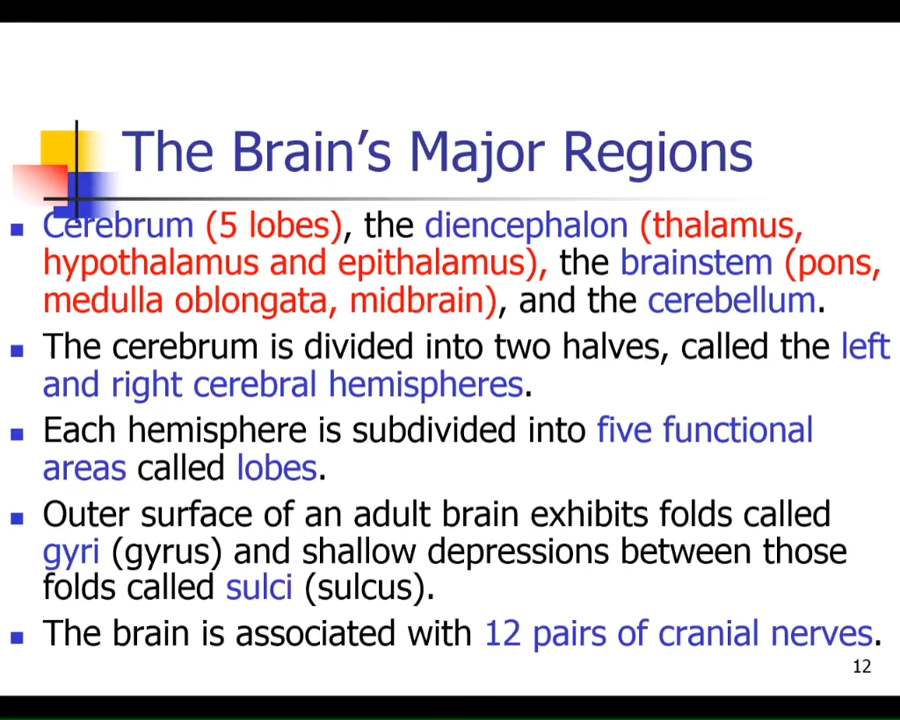 The Brain's Major Regions
Cerebrum (5 lobes), the diencephalon (thalamus,
hypothalamus and epithalamus), the brainstem (pons,
medulla oblongata, midbrain), and the cerebellum.
The cerebrum is divided into two halves, called the left
and right cerebral hemispheres.
Each hemisphere is subdivided into five functional
areas called lobes.
Outer surface of an adult brain exhibits folds called
gyri (gyrus) and shallow depressions between those
folds called sulci (sulcus).
The brain is associated with 12 pairs of cranial nerves.
12